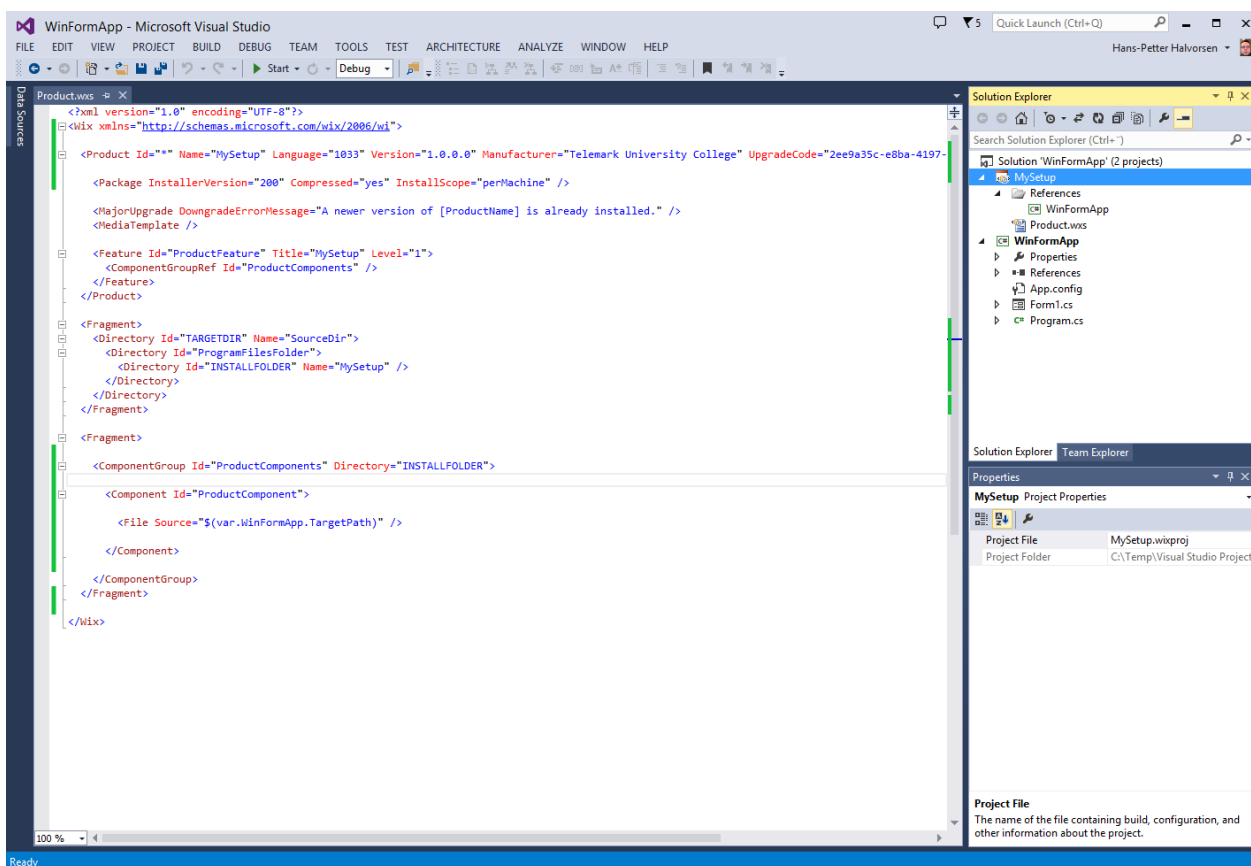 WinFormApp - Microsoft Visual Studio
5
Quick Launch (Ctrl+Q)
FILE EDIT VIEW PROJECT BUILD DEBUG TEAM TOOLS TEST ARCHITECTURE ANALYZE WINDOW HELP
Hans-Petter Halvorsen
Start
Debug
Data Sources
Product.wxs
<?xml version="1.0" encoding="UTF-8"?>
<Wix xmlns="http://schemas.microsoft.com/wix/2006/wi">
<Product Id="*" Name="MySetup" Language="1033" Version="1.0.0.0" Manufacturer="Telemark University College" UpgradeCode="2ee9a35c-e8ba-4197-
<Package InstallerVersion="200" Compressed="yes" InstallScope="perMachine" />
<MajorUpgrade DowngradeErrorMessage="A newer version of [ProductName] is already installed." />
<MediaTemplate />
<Feature Id="ProductFeature" Title="MySetup" Level="1">
<ComponentGroupRef Id="ProductComponents" />
</Feature>
</Product>
<Fragment>
<Directory Id="TARGETDIR" Name="SourceDir">
<Directory Id="ProgramFilesFolder">
<Directory Id="INSTALLFOLDER" Name="MySetup" />
</Directory>
</Directory>
</Fragment>
<Fragment>
<ComponentGroup Id="ProductComponents" Directory="INSTALLFOLDER">
<Component Id="ProductComponent">
<File Source="$(var.WinFormApp.TargetPath)" />
</Component>
</ComponentGroup>
</Fragment>
</Wix>
100 %
Solution Explorer
Search Solution Explorer (Ctrl+¨)
Solution 'WinFormApp' (2 projects)
MySetup
References
WinFormApp
Product.wxs
WinFormApp
Properties
References
App.config
Form1.cs
Program.cs
Solution Explorer Team Explorer
Properties
MySetup Project Properties
Project File MySetup.wixproj
Project Folder C:\Temp\Visual Studio Project
Project File
The name of the file containing build, configuration, and
other information about the project.
Ready